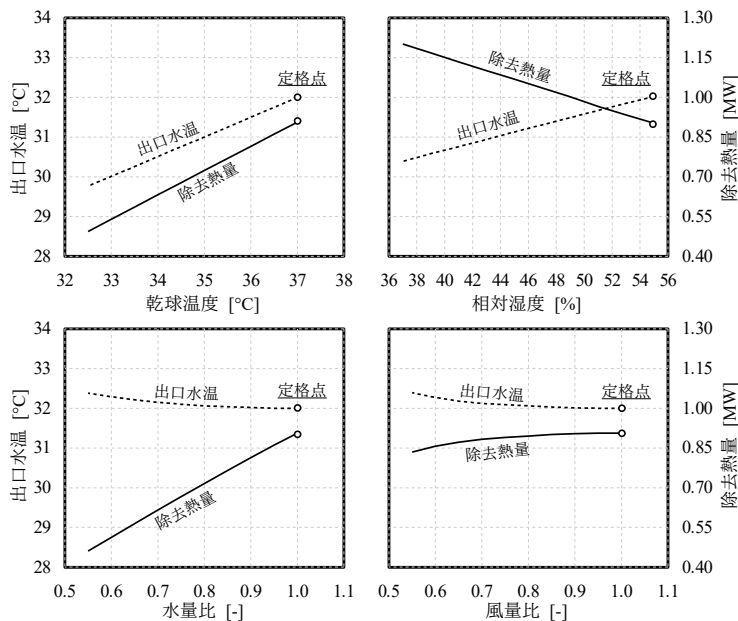 34
33
32
31
30
29
28
出口水温 [°C]
定格点
出口水温
除去熱量
32 33 34 35 36 37 38
乾球温度 [°C]
1.30
1.15
1.00
0.85
0.70
0.55
0.40
除去熱量 [MW]
除去熱量
定格点
出口水温
36 38 40 42 44 46 48 50 52 54 56
相対湿度 [%]
34
33
32
31
30
29
28
出口水温 [°C]
出口水温
定格点
除去熱量
0.5 0.6 0.7 0.8 0.9 1.0 1.1
水量比 [-]
1.30
1.15
1.00
0.85
0.70
0.55
0.40
除去熱量 [MW]
出口水温
定格点
除去熱量
0.5 0.6 0.7 0.8 0.9 1.0 1.1
風量比 [-]